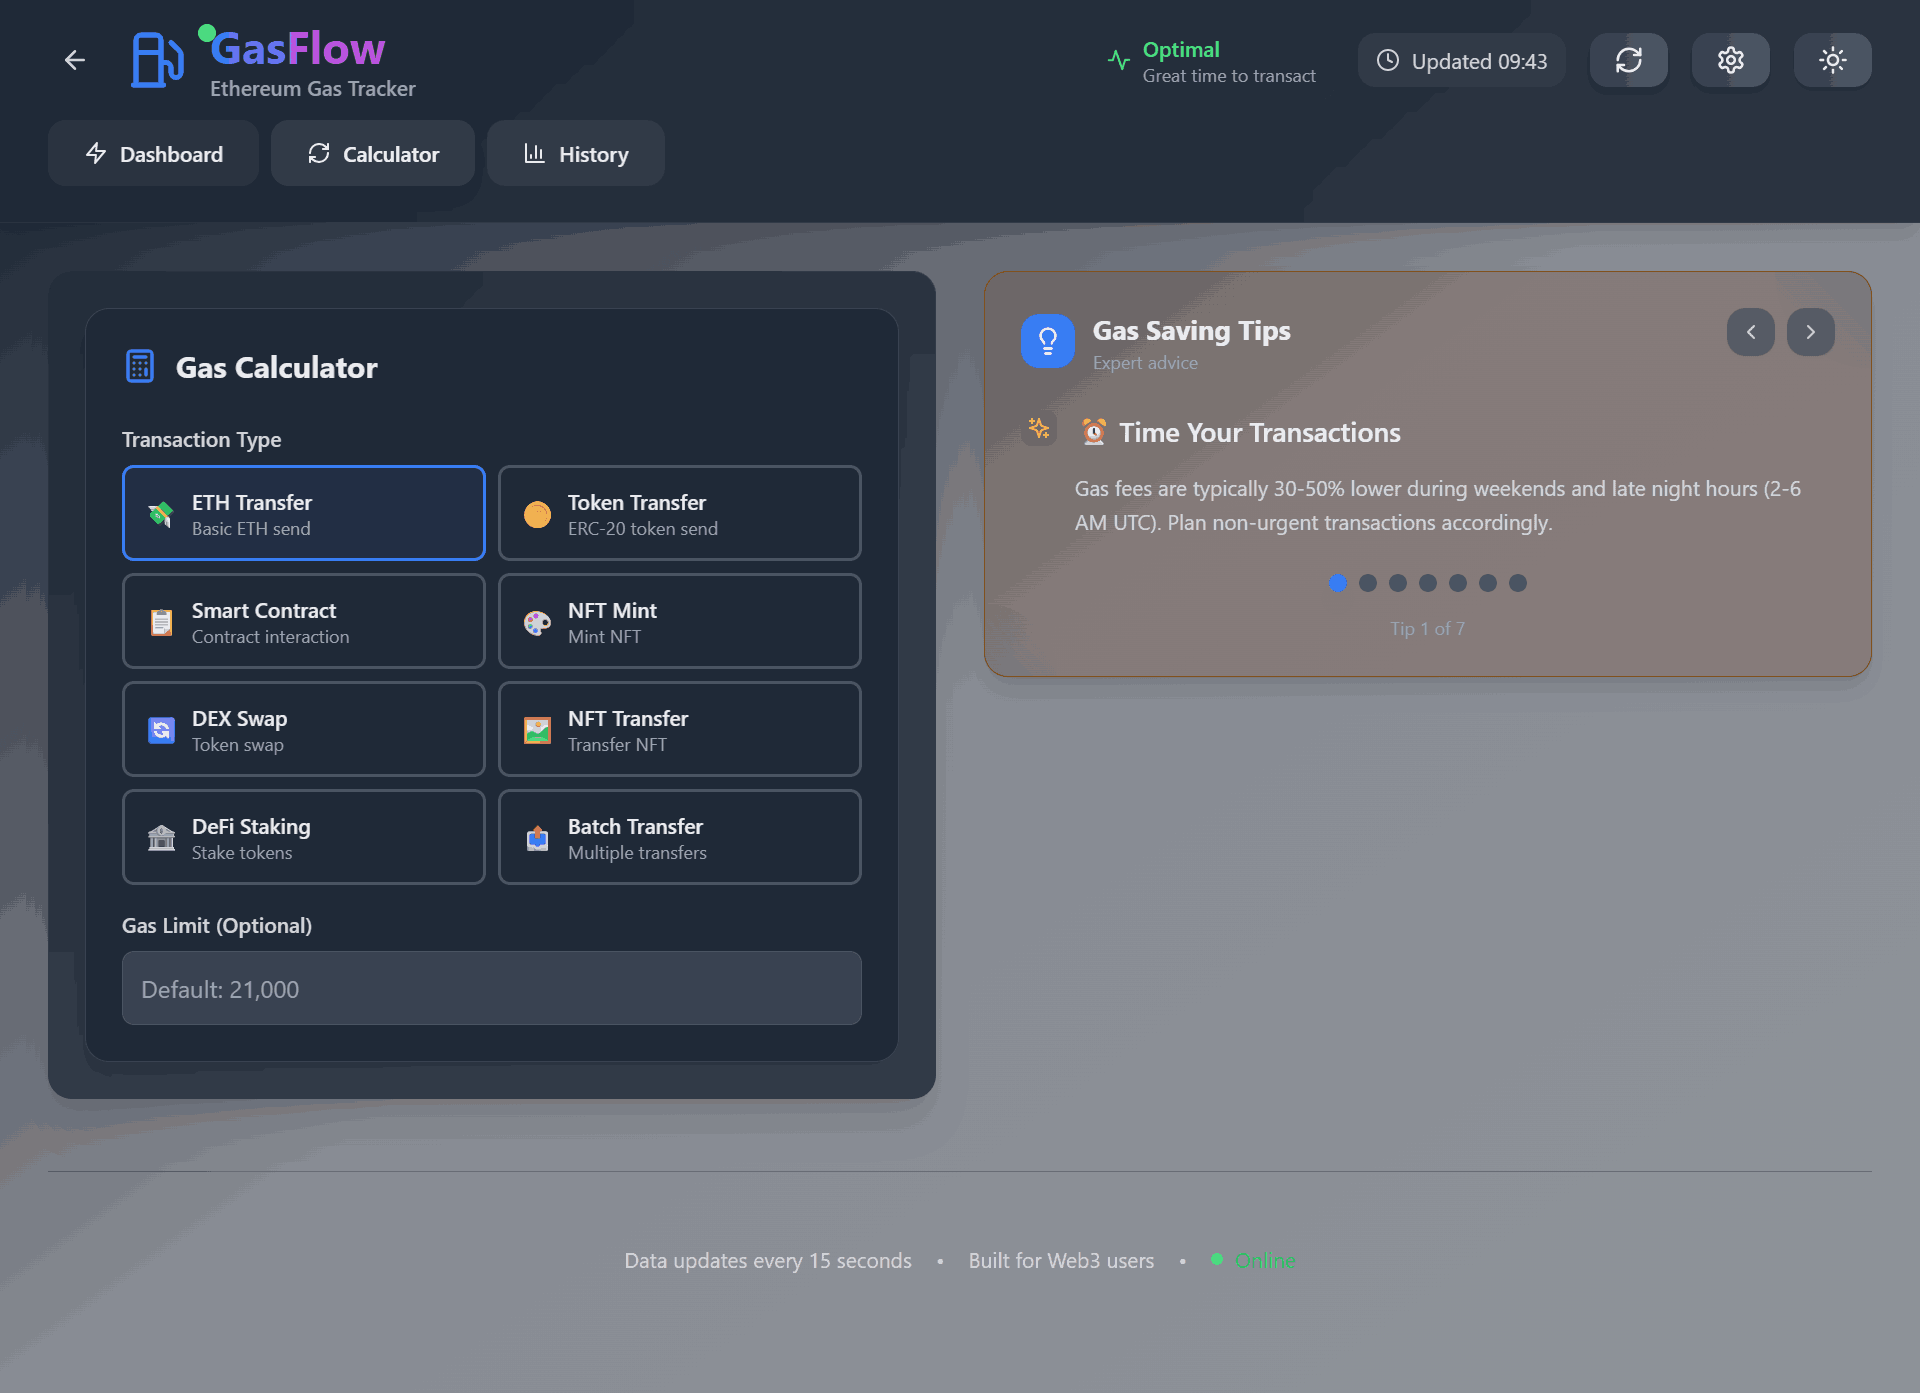 GasFlow
Ethereum Gas Tracker
Optimal
Great time to transact
Updated 09:43
Dashboard
Calculator
History
Gas Calculator
Transaction Type
ETH Transfer
Basic ETH send
Token Transfer
ERC-20 token send
Smart Contract
Contract interaction
NFT Mint
Mint NFT
DEX Swap
Token swap
NFT Transfer
Transfer NFT
DeFi Staking
Stake tokens
Batch Transfer
Multiple transfers
Gas Limit (Optional)
Default: 21,000
Gas Saving Tips
Expert advice
⏰ Time Your Transactions
Gas fees are typically 30-50% lower during weekends and late night hours (2-6
AM UTC). Plan non-urgent transactions accordingly.
Tip 1 of 7
Data updates every 15 seconds • Built for Web3 users • Online